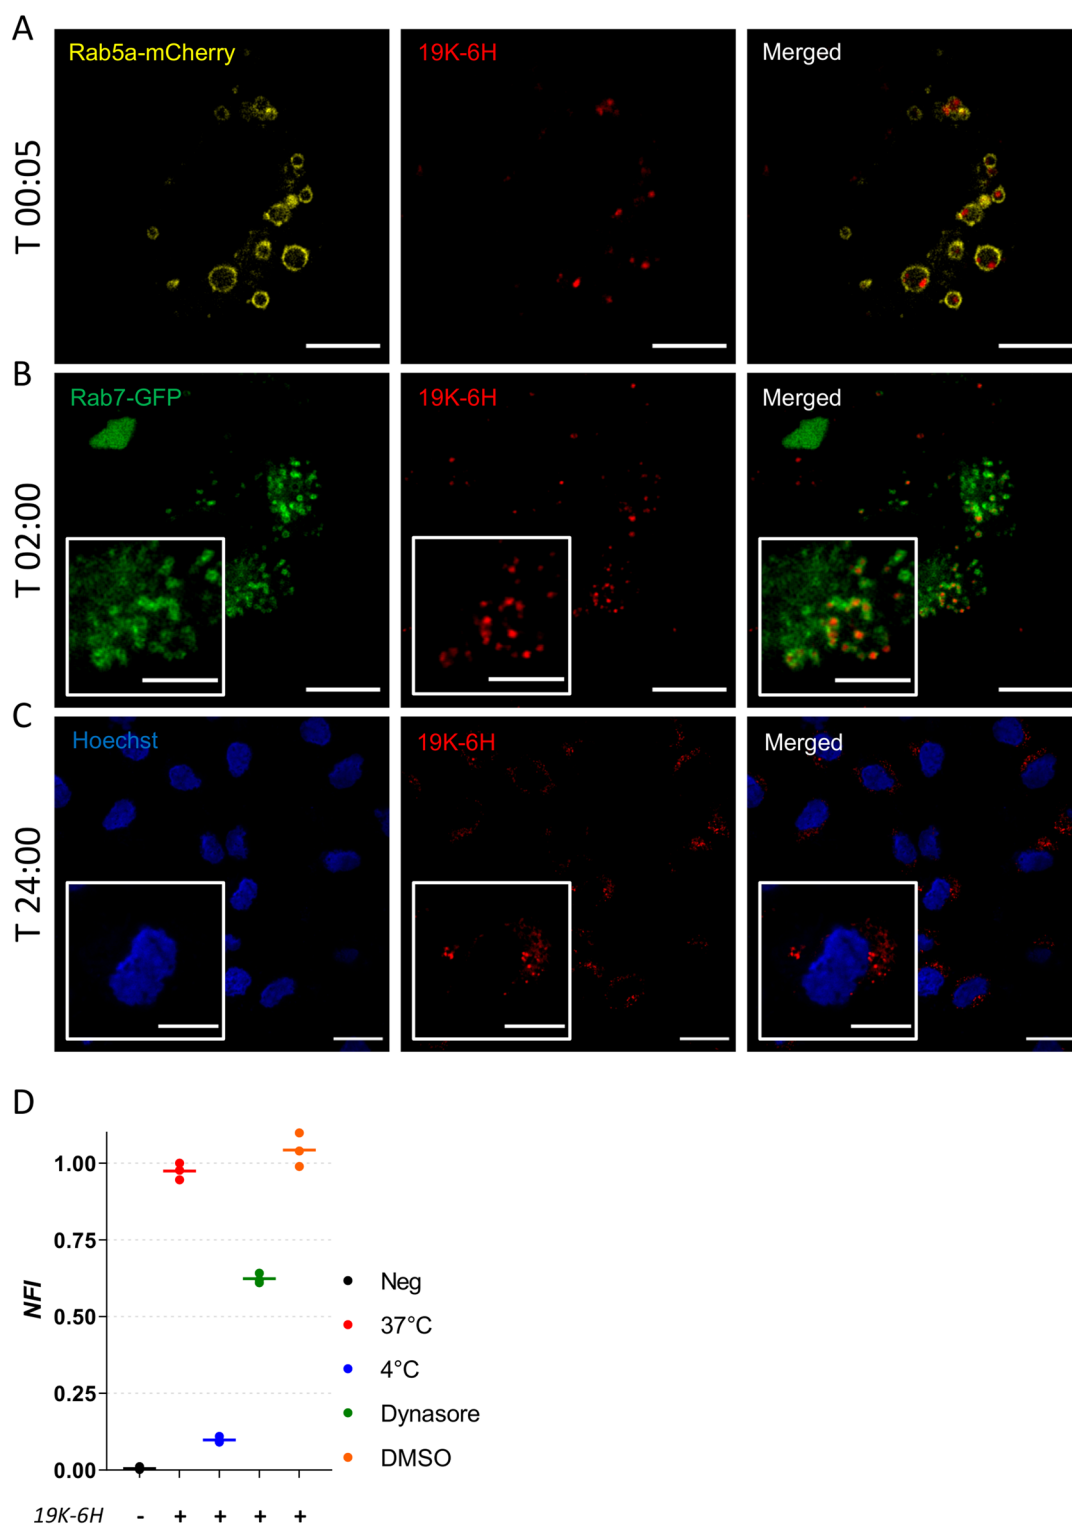 A
Rab5a-mCherry
19K-6H
Merged
T 00:05
B
Rab7-GFP
19K-6H
Merged
T 02:00
C
Hoechst
19K-6H
Merged
T 24:00
D
1.00
0.75
0.50
0.25
0.00
NFI
19K-6H - + + + +
Neg
37°C
4°C
Dynasore
DMSO